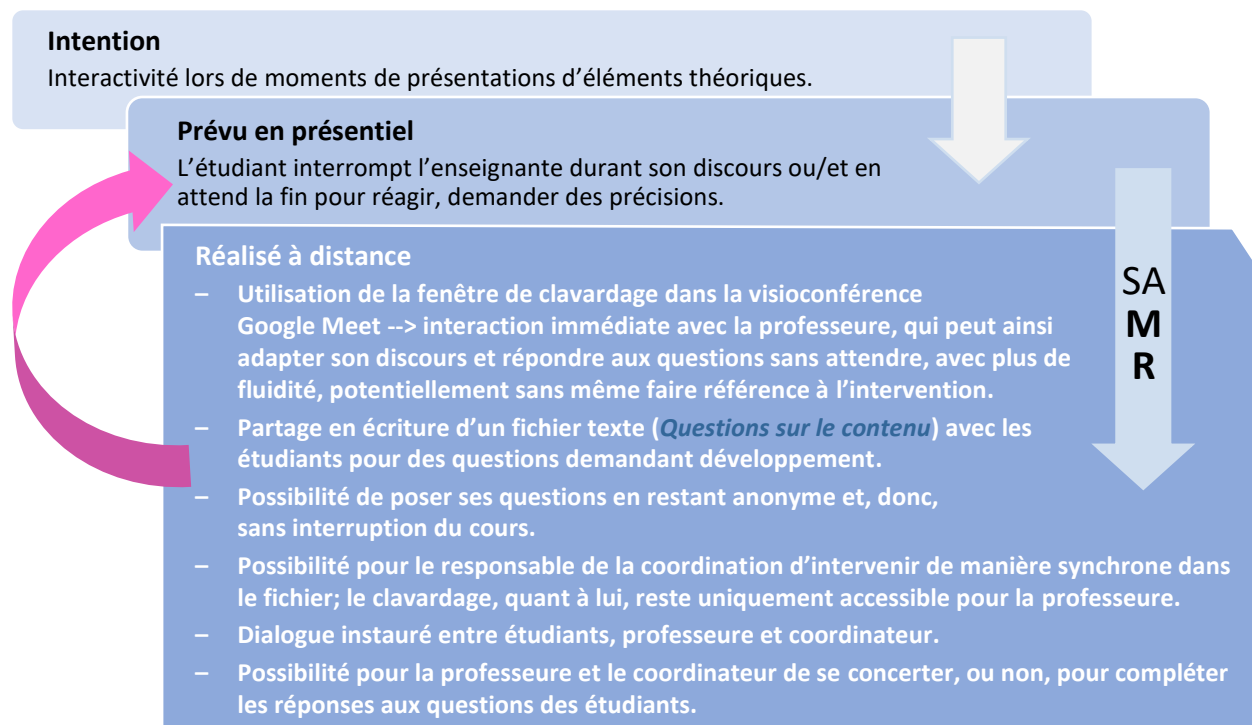 Intention
Interactivité lors de moments de présentations d’éléments théoriques.
Prévu en présentiel
L’étudiant interrompt l’enseignante durant son discours ou/et en
attend la fin pour réagir, demander des précisions.
Réalisé à distance
– Utilisation de la fenêtre de clavardage dans la visioconférence
Google Meet --> interaction immédiate avec la professeure, qui peut ainsi
adapter son discours et répondre aux questions sans attendre, avec plus de
fluidité, potentiellement sans même faire référence à l’intervention.
– Partage en écriture d’un fichier texte (Questions sur le contenu) avec les
étudiants pour des questions demandant développement.
– Possibilité de poser ses questions en restant anonyme et, donc,
sans interruption du cours.
– Possibilité pour le responsable de la coordination d’intervenir de manière synchrone dans
le fichier; le clavardage, quant à lui, reste uniquement accessible pour la professeure.
– Dialogue instauré entre étudiants, professeure et coordinateur.
– Possibilité pour la professeure et le coordinateur de se concerter, ou non, pour compléter
les réponses aux questions des étudiants.
SA
M
R